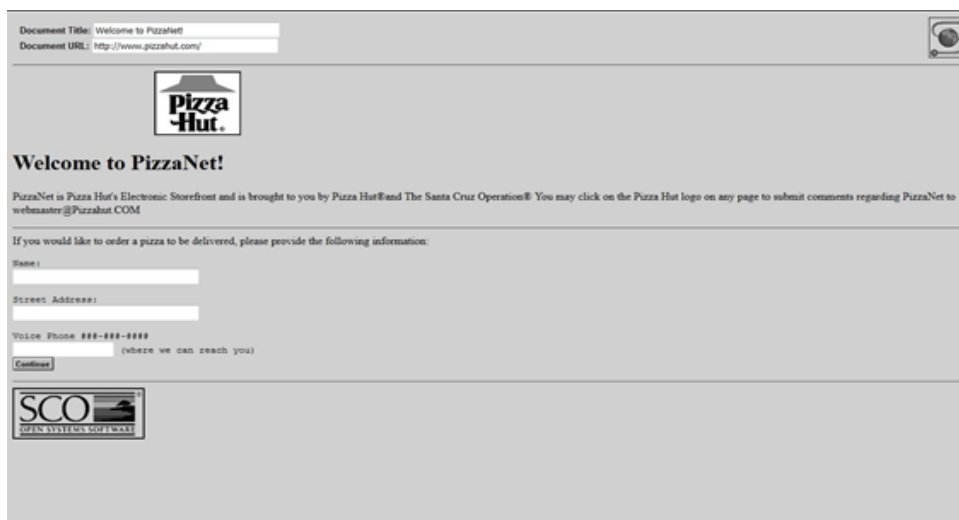 Document Title: Welcome to PizzaNet!
Document URL: http://www.pizzahut.com/
Pizza
Hut®
Welcome to PizzaNet!
PizzaNet is Pizza Hut's Electronic Storefront and is brought to you by Pizza Hut®and The Santa Cruz Operation® You may click on the Pizza Hut logo on any page to submit comments regarding PizzaNet to
webmaster@Pizzahut.COM
If you would like to order a pizza to be delivered, please provide the following information:
Name:
Street Address:
Voice Phone ###-###-####
(where we can reach you)
Continue
SCO®
OPEN SYSTEMS SOFTWARE